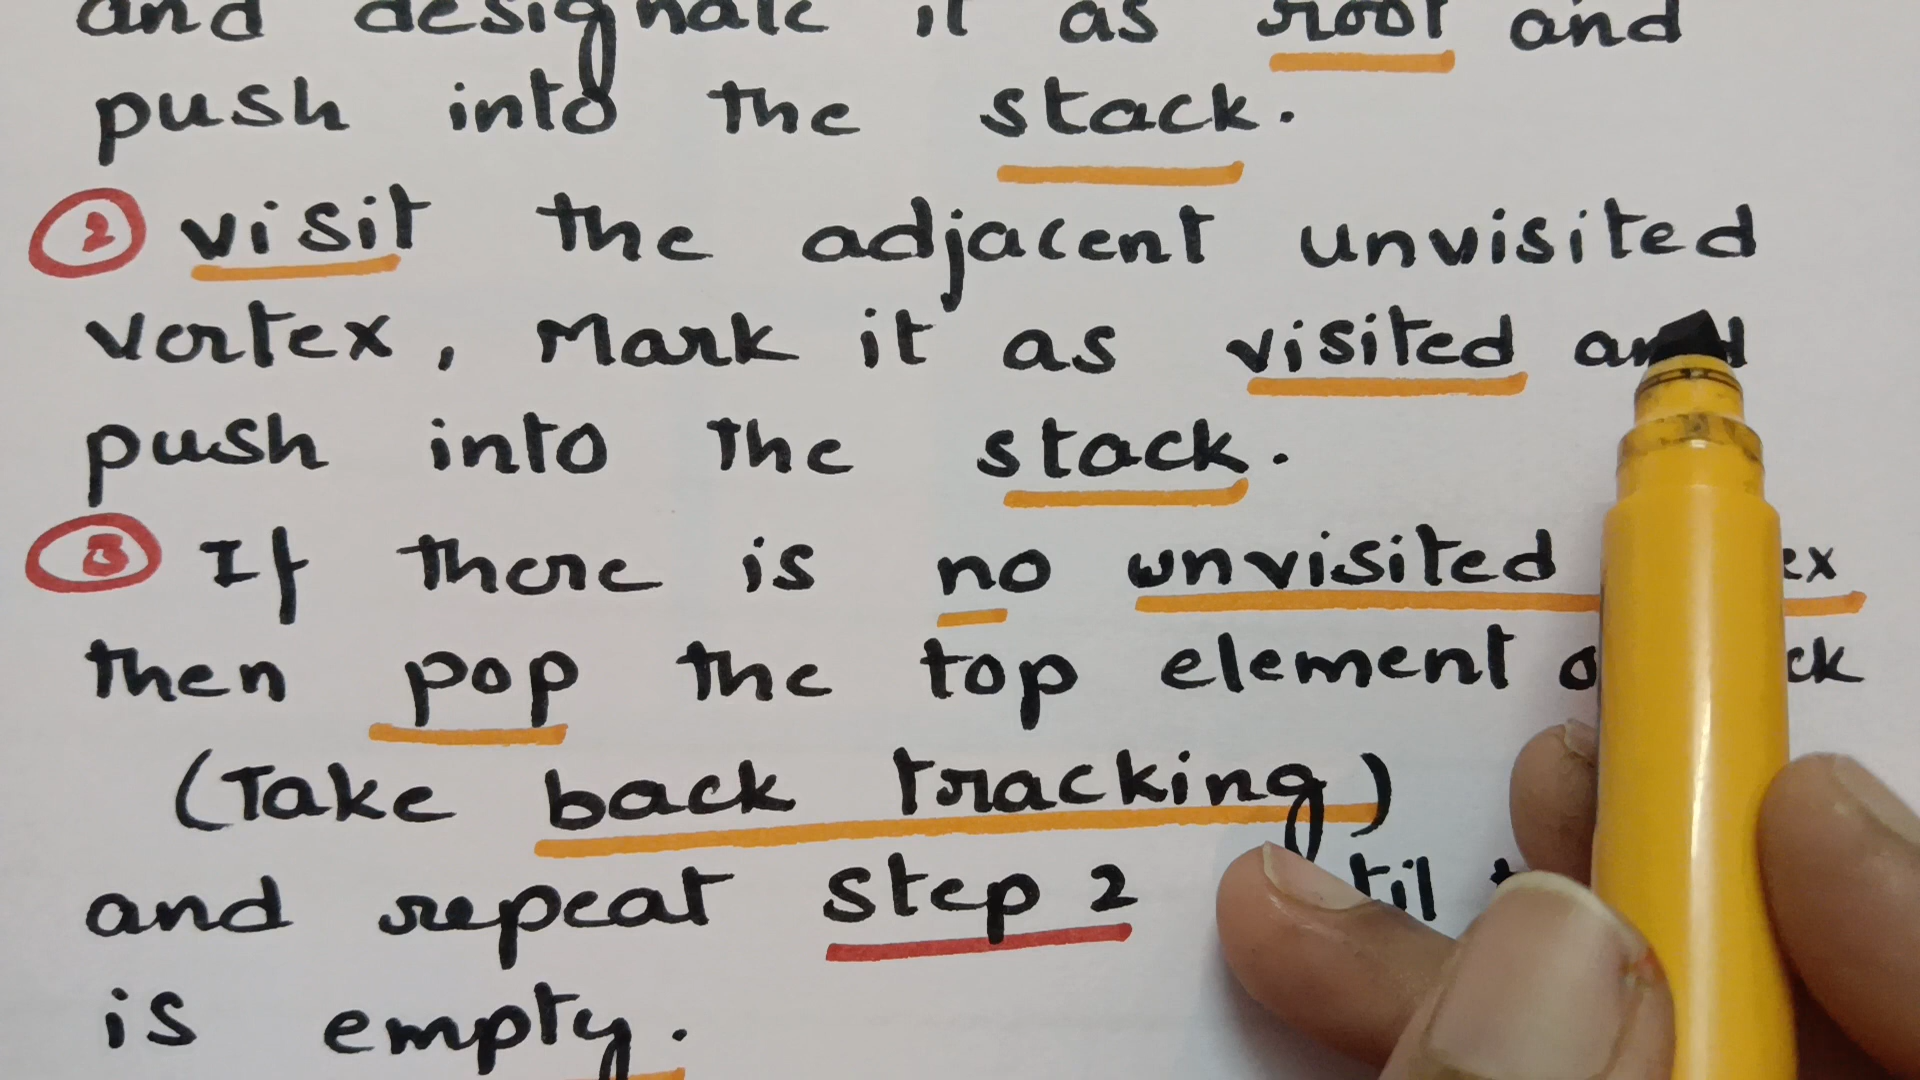 and designate it as root and
push into the stack.
2 visit the adjacent unvisited
vertex, Mark it as visited and
push into the stack.
3 If there is no unvisited
then pop the top element
(Take back tracking)
and repeat step 2
is empty.